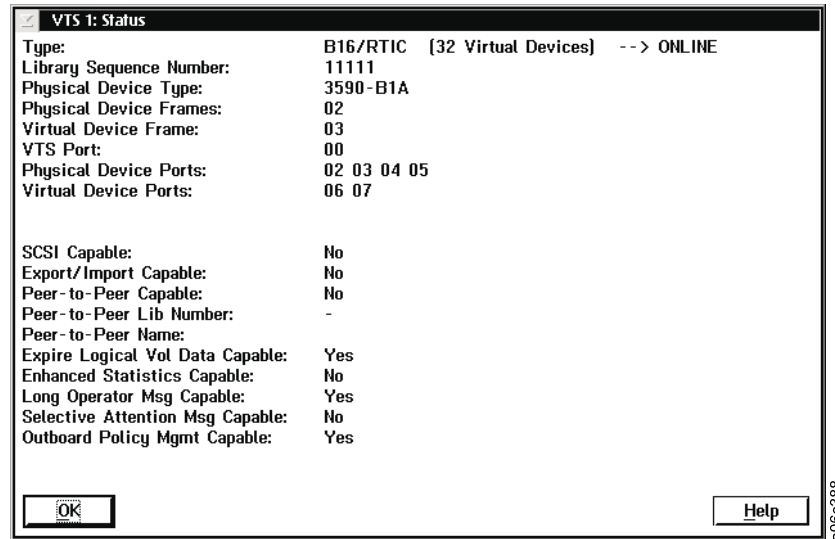 VTS 1: Status
Type: B16/RTIC (32 Virtual Devices) --> ONLINE
Library Sequence Number: 11111
Physical Device Type: 3590-B1A
Physical Device Frames: 02
Virtual Device Frame: 03
VTS Port: 00
Physical Device Ports: 02 03 04 05
Virtual Device Ports: 06 07
SCSI Capable: No
Export/Import Capable: No
Peer-to-Peer Capable: No
Peer-to-Peer Lib Number: -
Peer-to-Peer Name:
Expire Logical Vol Data Capable: Yes
Enhanced Statistics Capable: No
Long Operator Msg Capable: Yes
Selective Attention Msg Capable: No
Outboard Policy Mgmt Capable: Yes
OK Help